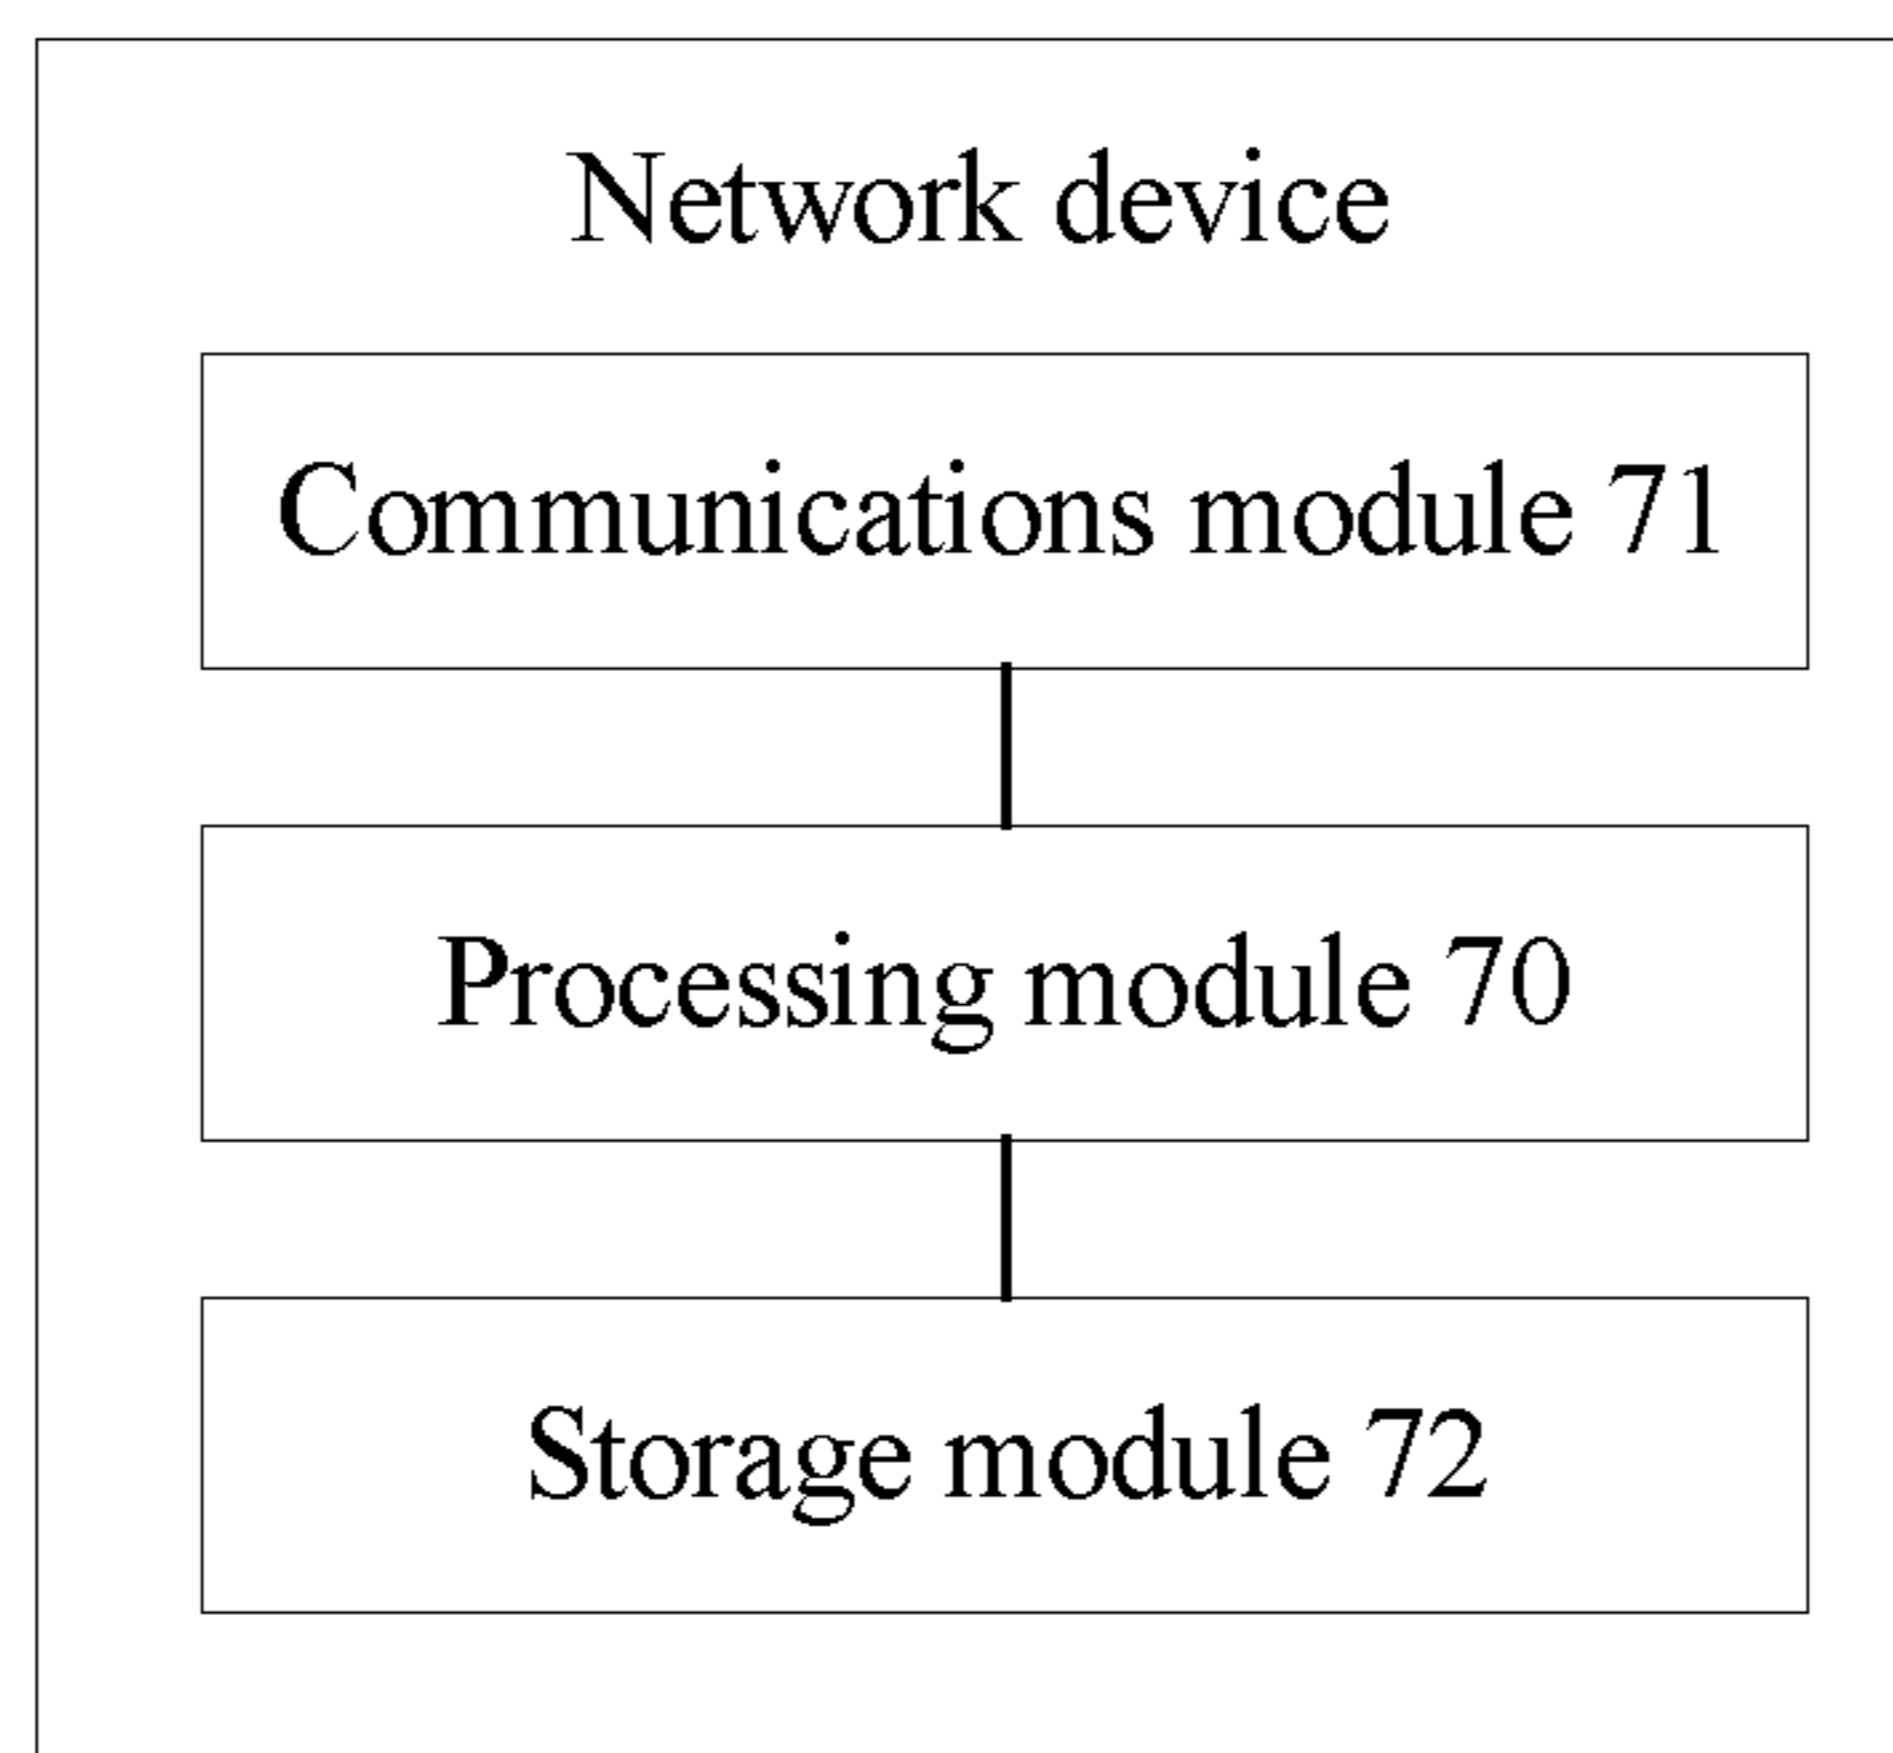 Network device
Communications module 71
Processing module 70
Storage module 72